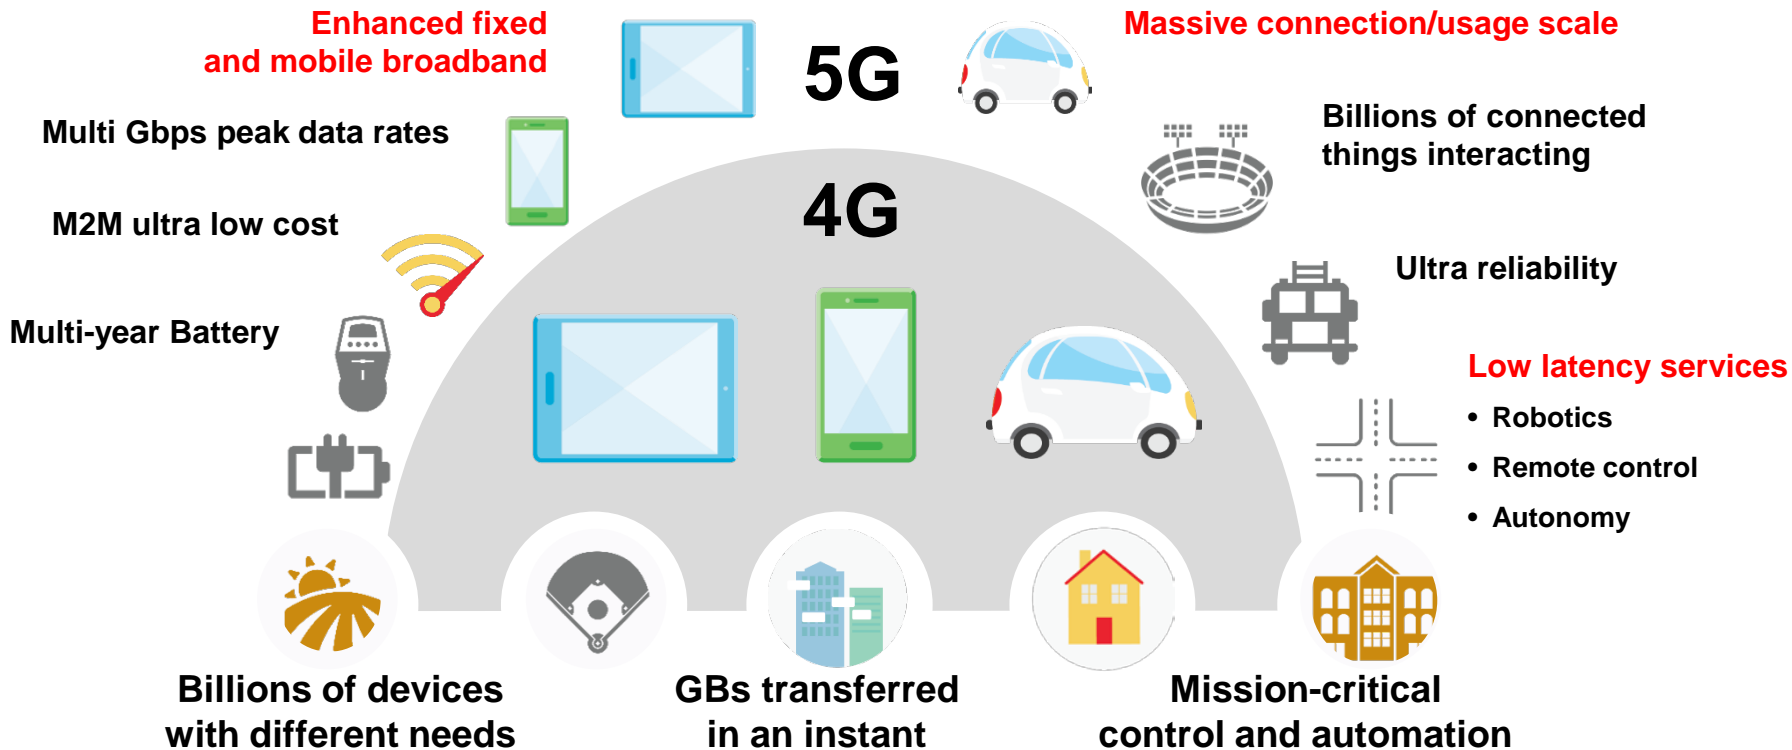 Enhanced fixed
and mobile broadband
5G
Massive connection/usage scale
Multi Gbps peak data rates
Billions of connected
things interacting
4G
M2M ultra low cost
Ultra reliability
Multi-year Battery
Low latency services
• Robotics
• Remote control
• Autonomy
Billions of devices
with different needs
GBs transferred
in an instant
Mission-critical
control and automation